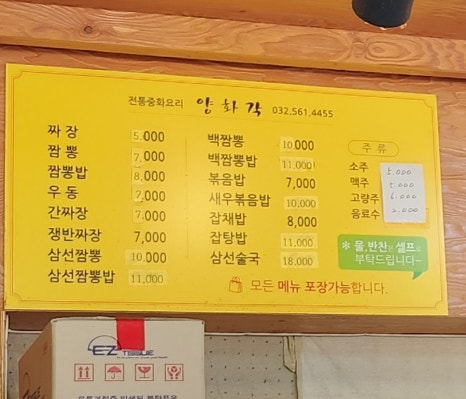 전통중화요리 양화각 032.561.4455
짜장 5.000
짬뽕 7.000
짬뽕밥 8.000
우동 7.000
간짜장 7.000
쟁반짜장 7,000
삼선짬뽕 10.000
삼선짬뽕밥 11,000
백짬뽕 10.000
백짬뽕밥 11,000
볶음밥 7,000
새우볶음밥 10,000
잡채밥 8,000
잡탕밥 11,000
삼선술국 18,000
주류
소주 5.000
맥주 5.000
고량주 6.000
음료수 2.000
*물,반찬은 셀프로
부탁드립니다~
모든 메뉴 포장가능합니다.
EZ
TISSUE